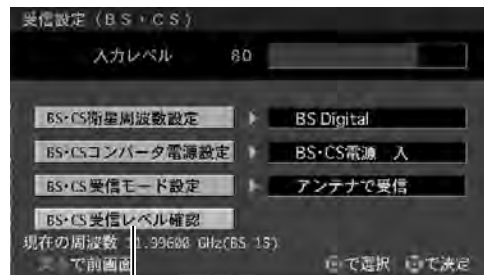 受信設定(BS・CS)
入力レベル 80
BS・CS衛星周波数設定 BS Digital
BS・CSコンバータ電源設定 BS・CS電源 入
BS・CS受信モード設定 アンテナで受信
BS・CS受信レベル確認
現在の周波数 11.99600 GHz(BS 15)
で前画面 で選択 で決定